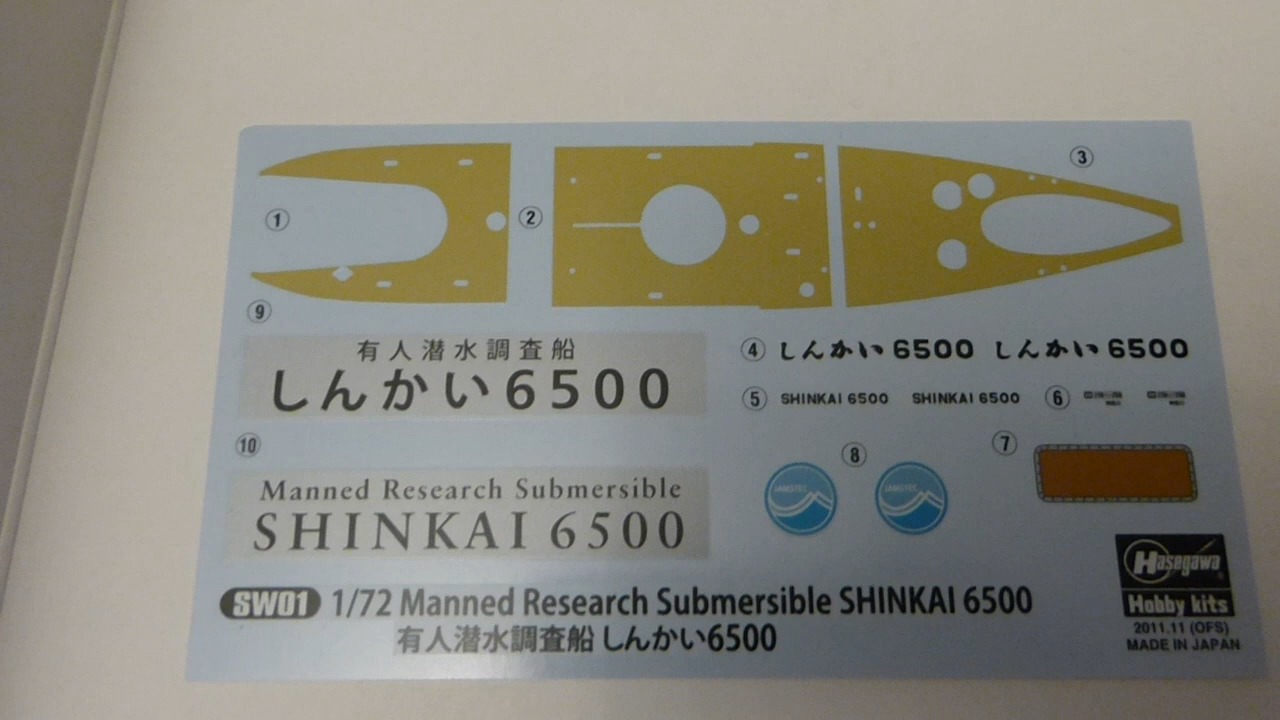 ③
①
②
⑨
有人潜水調査船
しんかい6500
④ しんかい6500 しんかい6500
⑤ SHINKAI 6500 SHINKAI 6500 ⑥
⑩
⑧
⑦
Manned Research Submersible
SHINKAI 6500
JAMSTEC
JAMSTEC
Hasegawa
Hobby kits
SW01 1/72 Manned Research Submersible SHINKAI 6500
有人潜水調査船 しんかい6500
2011.11 (OFS)
MADE IN JAPAN